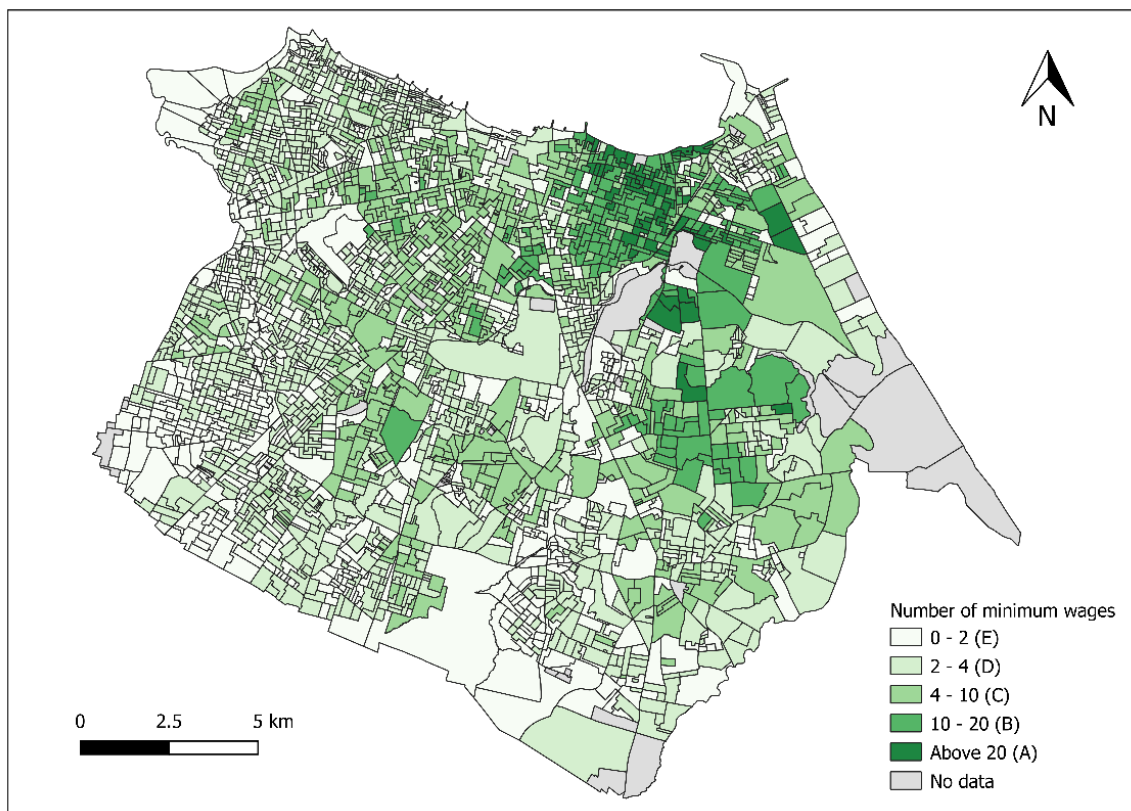 N
Number of minimum wages
0 - 2 (E)
2 - 4 (D)
4 - 10 (C)
10 - 20 (B)
Above 20 (A)
No data
0 2.5 5 km